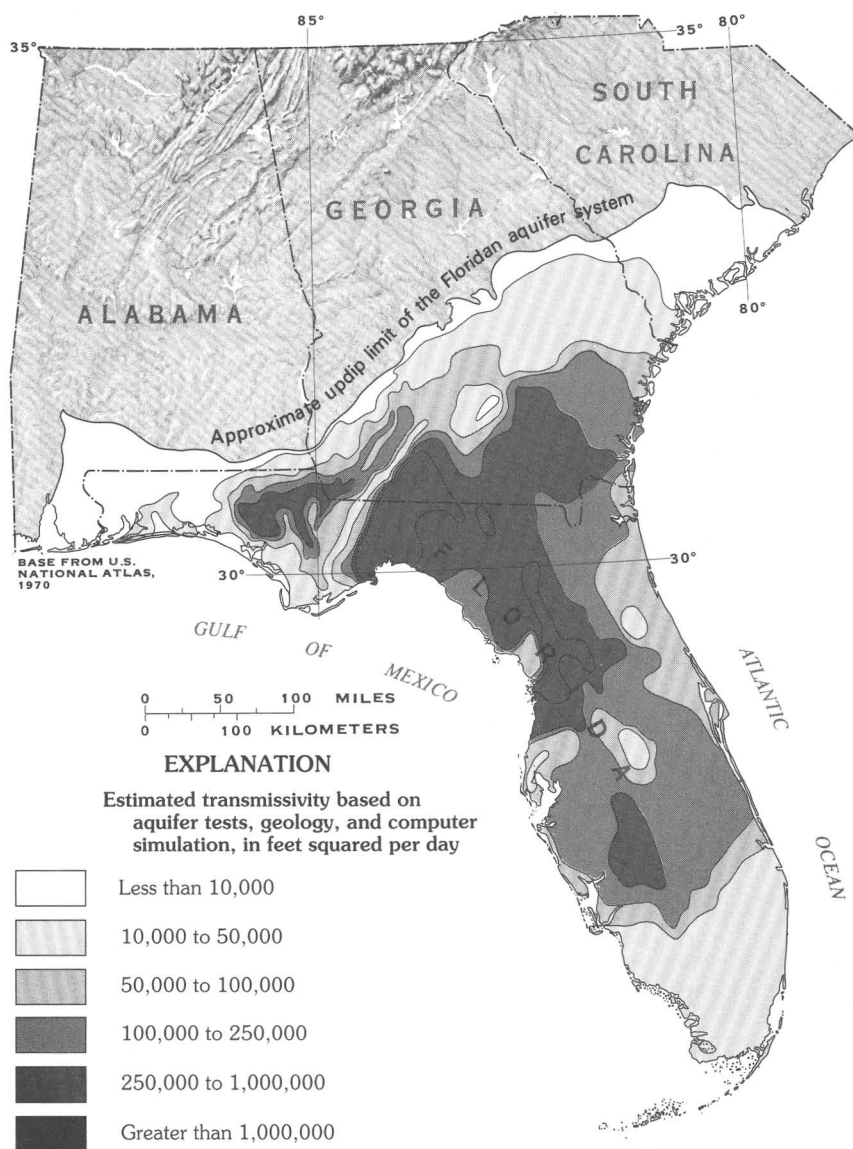 85°
35°
80°
35°
SOUTH
CAROLINA
GEORGIA
ALABAMA
Approximate updip limit of the Floridan aquifer system
80°
BASE FROM U.S.
NATIONAL ATLAS,
1970
30°
30°
FLORIDA
GULF
OF
MEXICO
ATLANTIC
OCEAN
0 50 100 MILES
0 100 KILOMETERS
EXPLANATION
Estimated transmissivity based on
aquifer tests, geology, and computer
simulation, in feet squared per day
Less than 10,000
10,000 to 50,000
50,000 to 100,000
100,000 to 250,000
250,000 to 1,000,000
Greater than 1,000,000